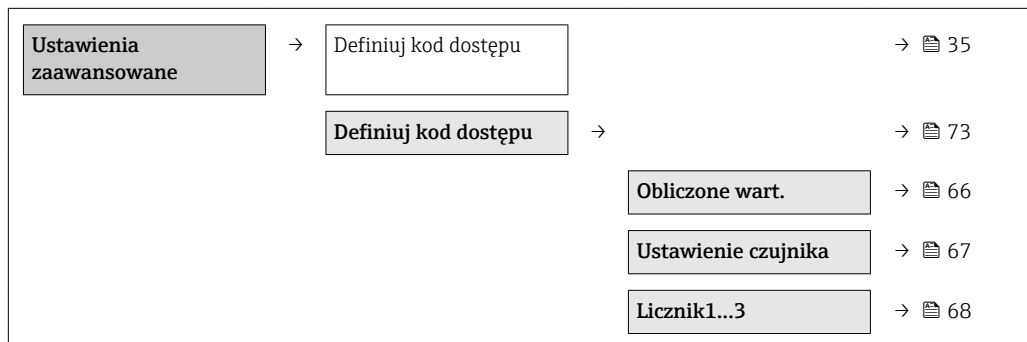 Ustawienia zaawansowane → Definiuj kod dostępu → 35
Definiuj kod dostępu → → 73
Obliczone wart. → 66
Ustawienie czujnika → 67
Licznik1...3 → 68